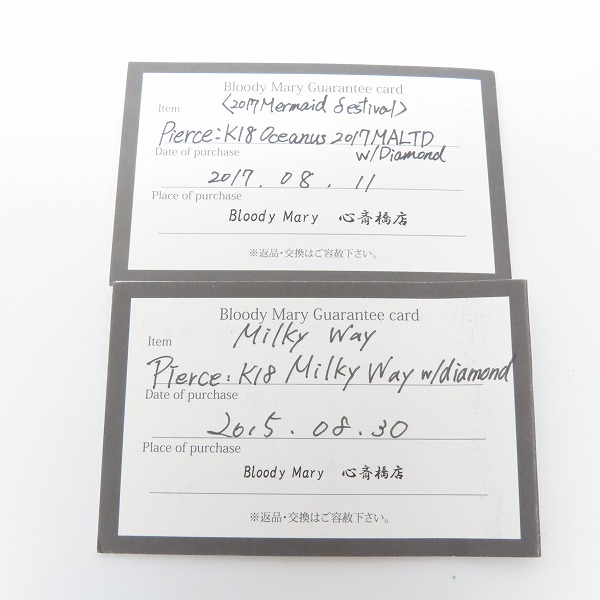 Bloody Mary Guarantee card
Item
〈2017 Mermaid festival〉
Pierce: K18 Oceanus 2017 MALTD
Date of purchase
w/Diamond
2017.08.11
Place of purchase
Bloody Mary 心斎橋店
※返品・交換はご容赦下さい。
Bloody Mary Guarantee card
Item
Milky Way
Pierce: K18 Milky Way w/diamond
Date of purchase
2015.08.30
Place of purchase
Bloody Mary 心斎橋店
※返品・交換はご容赦下さい。